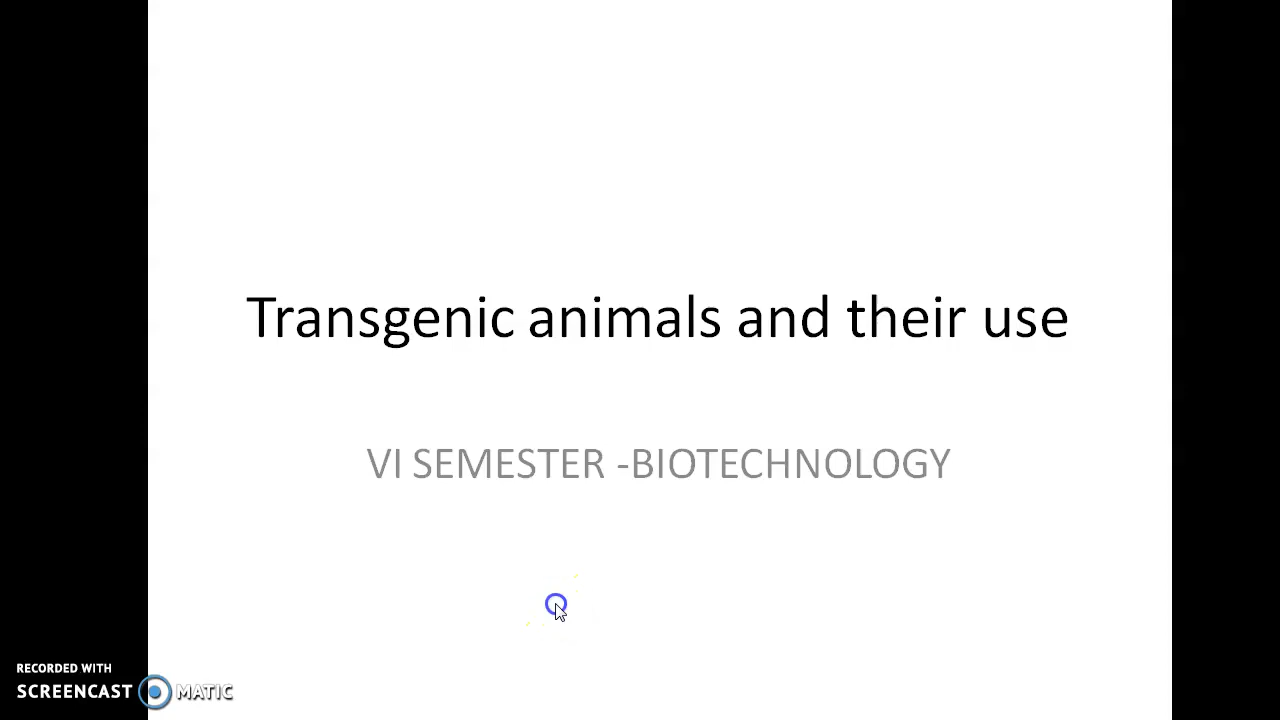 Transgenic animals and their use
VI SEMESTER -BIOTECHNOLOGY
RECORDED WITH
SCREENCAST MATIC